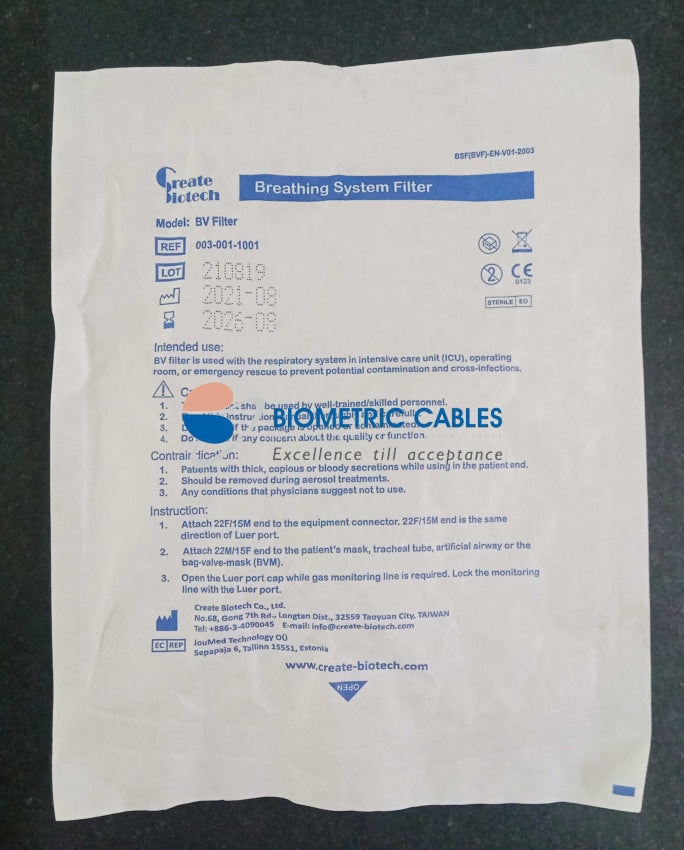 BSF(BVF)-EN-V01-2003
Create Biotech
Breathing System Filter
Model: BV Filter
REF 003-001-1001
LOT 210819
2021-08
2026-08
2
CE
0123
STERILE EO
Intended use:
BV filter is used with the respiratory system in intensive care unit (ICU), operating
room, or emergency rescue to prevent potential contamination and cross-infections.
1. be used by well-trained/skilled personnel.
2.
3. package is opened or contaminated.
4. Do if any concern about the quality or function.
BIOMETRIC CABLES
Excellence till acceptance
1. Patients with thick, copious or bloody secretions while using in the patient end.
2. Should be removed during aerosol treatments.
3. Any conditions that physicians suggest not to use.
Instruction:
1. Attach 22F/15M end to the equipment connector. 22F/15M end is the same
direction of Luer port.
2. Attach 22M/15F end to the patient's mask, tracheal tube, artificial airway or the
bag-valve-mask (BVM).
3. Open the Luer port cap while gas monitoring line is required. Lock the monitoring
line with the Luer port.
Create Biotech Co., Ltd.
No.68, Gong 7th Rd., Longtan Dist., 32559 Taoyuan City, TAIWAN
Tel: +886-3-4090045 E-mail: info@create-biotech.com
EC REP JouMed Technology OÜ
Sepapaja 6, Tallinn 15551, Estonia
www.create-biotech.com
OPEN